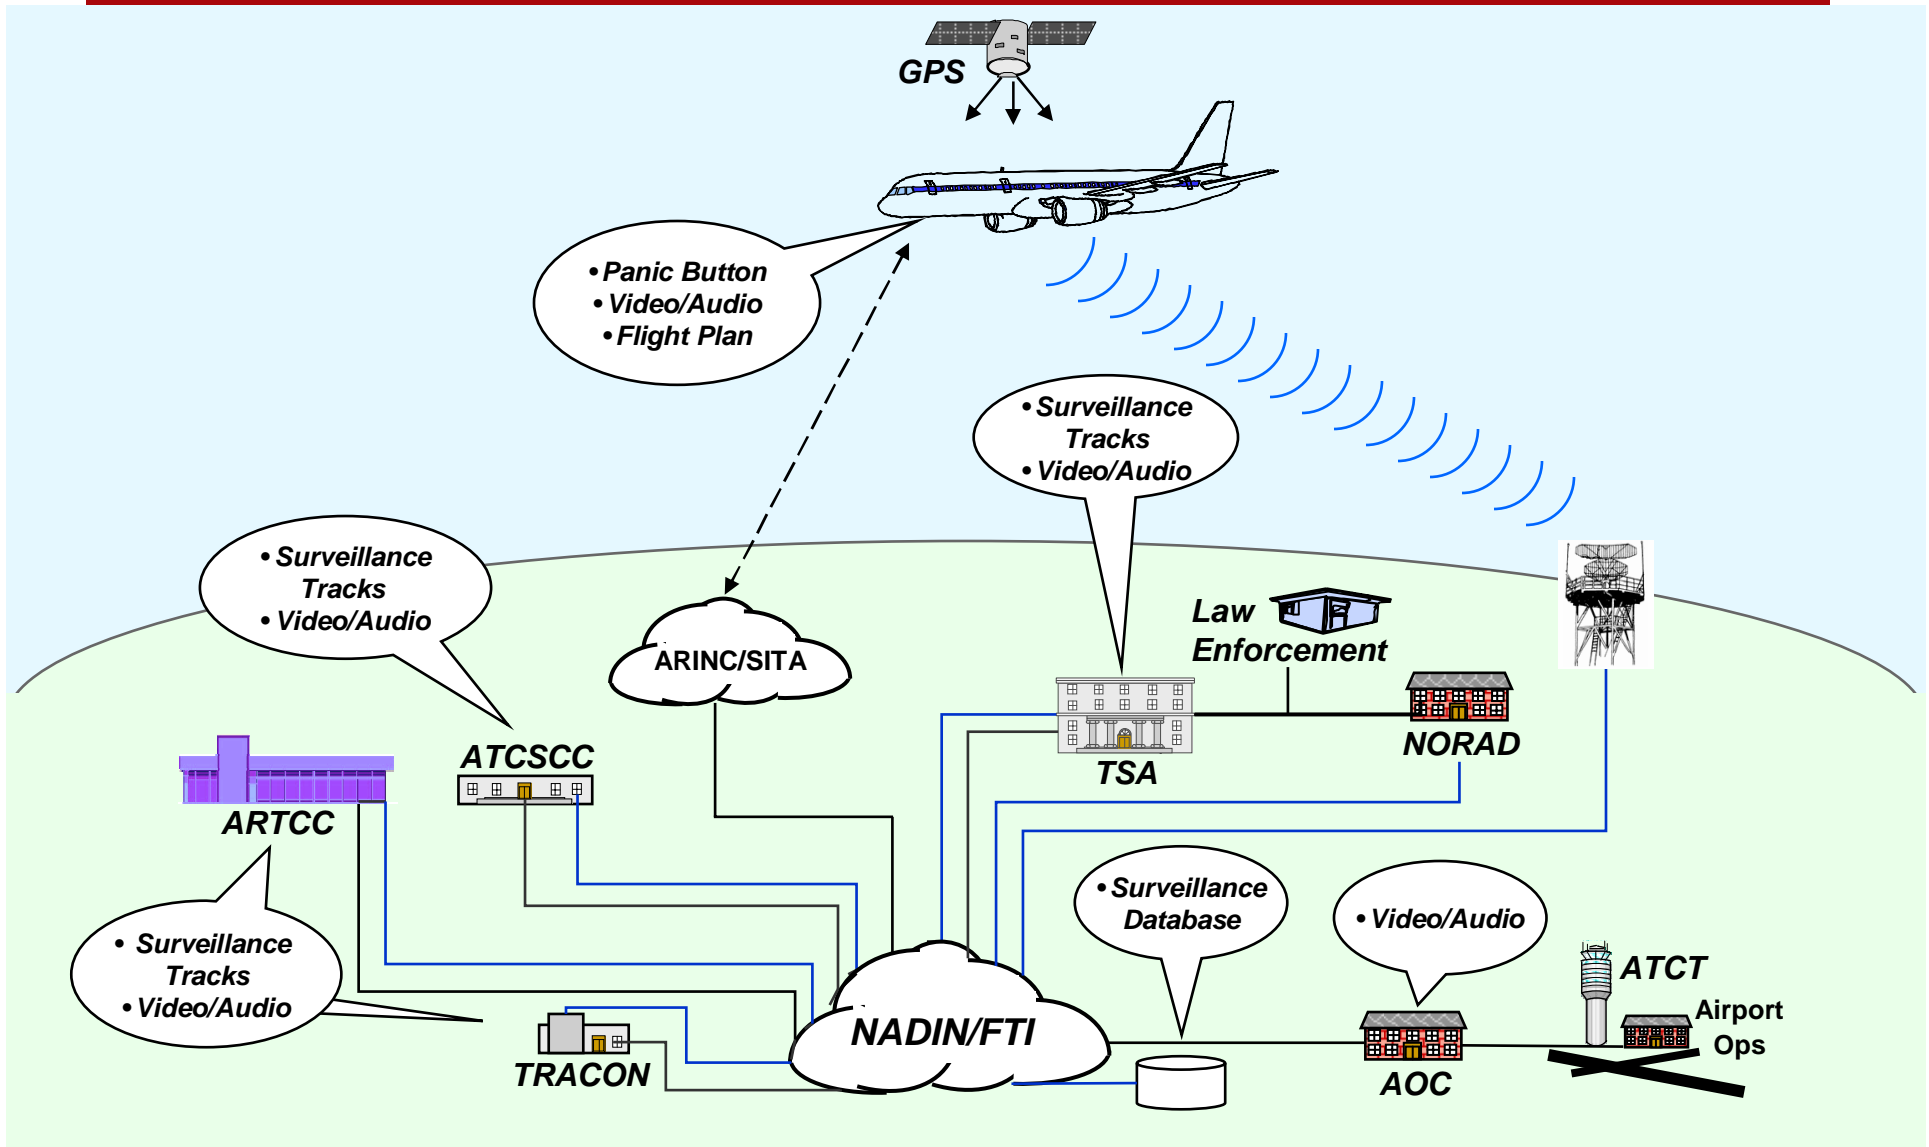 GPS
• Panic Button
• Video/Audio
• Flight Plan
• Surveillance
Tracks
• Video/Audio
• Surveillance
Tracks
• Video/Audio
Law
Enforcement
ARINC/SITA
NORAD
ATCSCC
TSA
ARTCC
• Surveillance
Database
• Video/Audio
• Surveillance
Tracks
• Video/Audio
ATCT
Airport
Ops
NADIN/FTI
TRACON
AOC